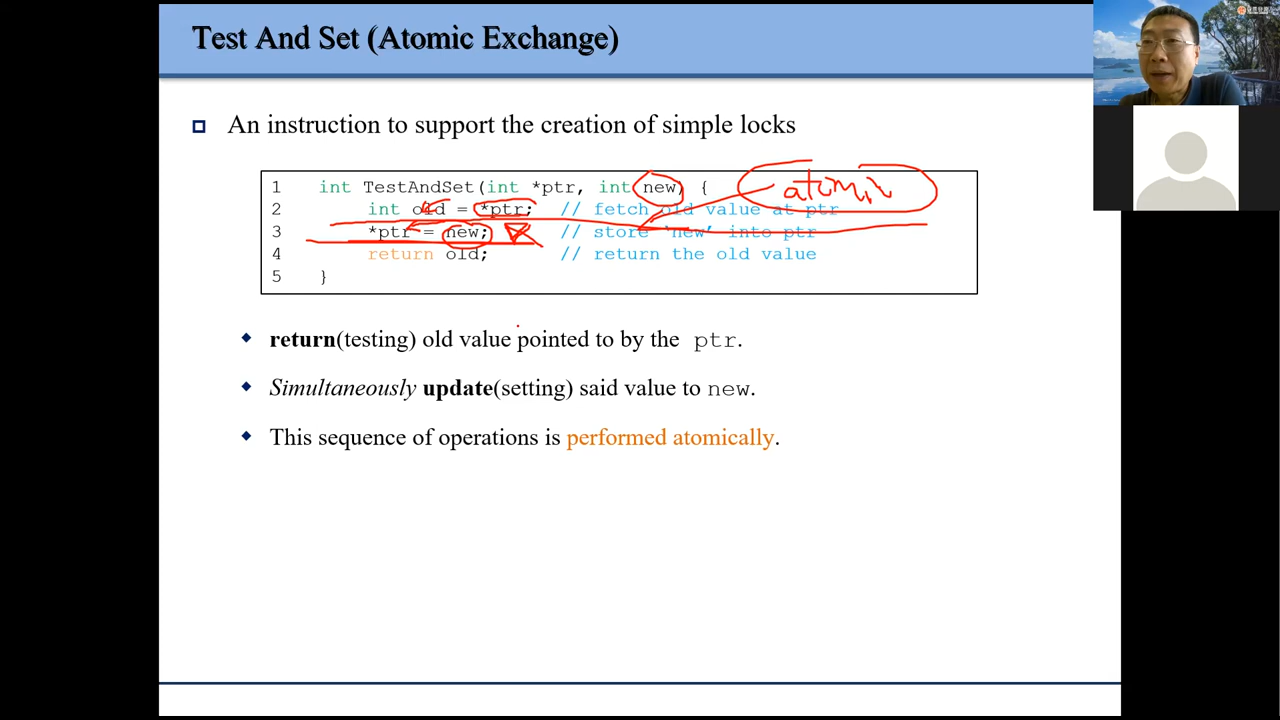 Test And Set (Atomic Exchange)
An instruction to support the creation of simple locks
1 int TestAndSet(int *ptr, int new) {
2 int old = *ptr; // fetch old value at ptr
3 *ptr = new; // store 'new' into ptr
4 return old; // return the old value
5 }
atomic
return(testing) old value pointed to by the ptr.
Simultaneously update(setting) said value to new.
This sequence of operations is performed atomically.